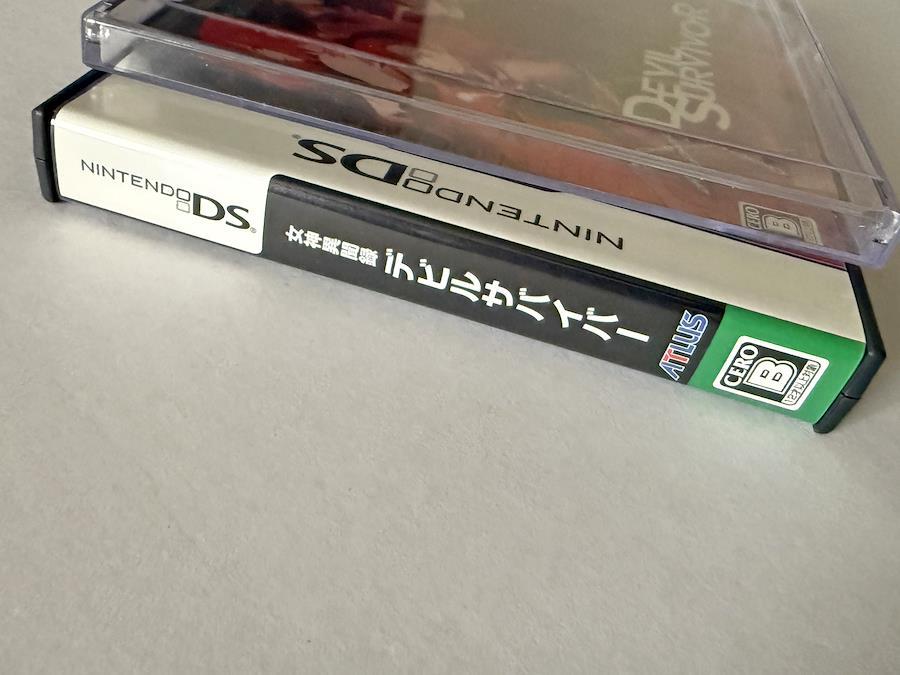 DEVIL
SURVIVOR
CERO
B
NINTENDO DS
NINTENDO DS
女神異聞録
デビルサバイバー
ATLUS
CERO
B
12才以上対象